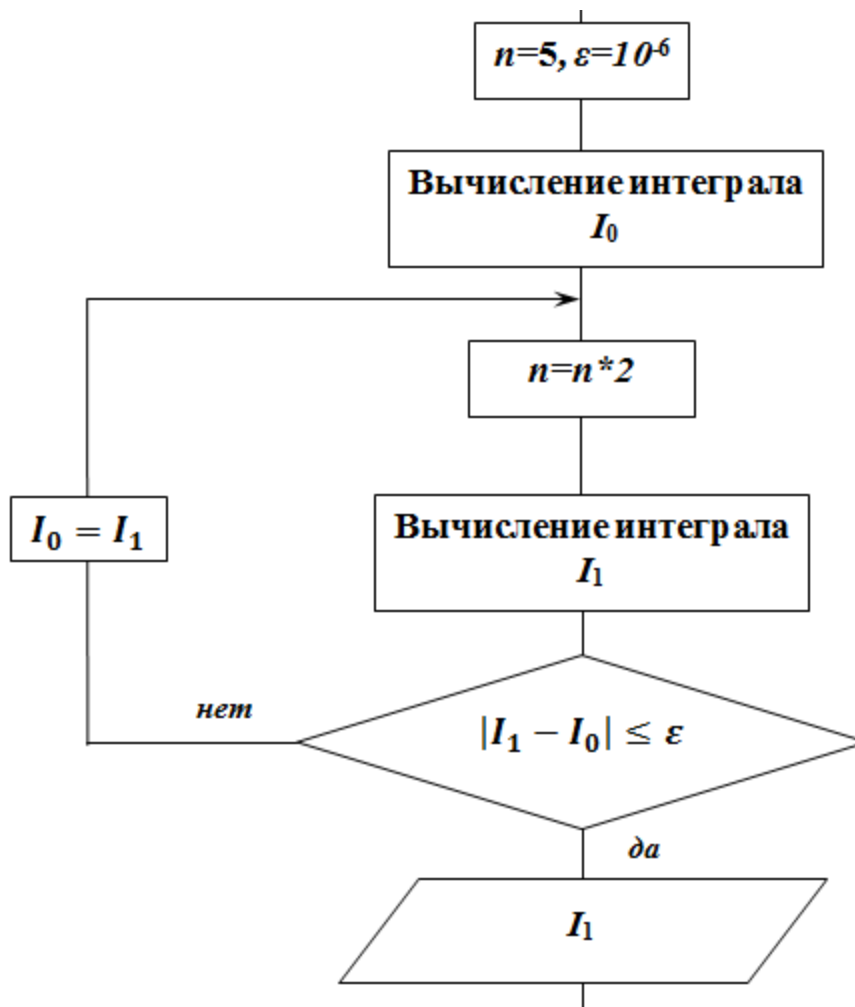 n=5, ε=10⁻⁶
Вычисление интеграла
I₀
n=n*2
I₀ = I₁
Вычисление интеграла
I₁
нет
|I₁ − I₀| ≤ ε
да
I₁